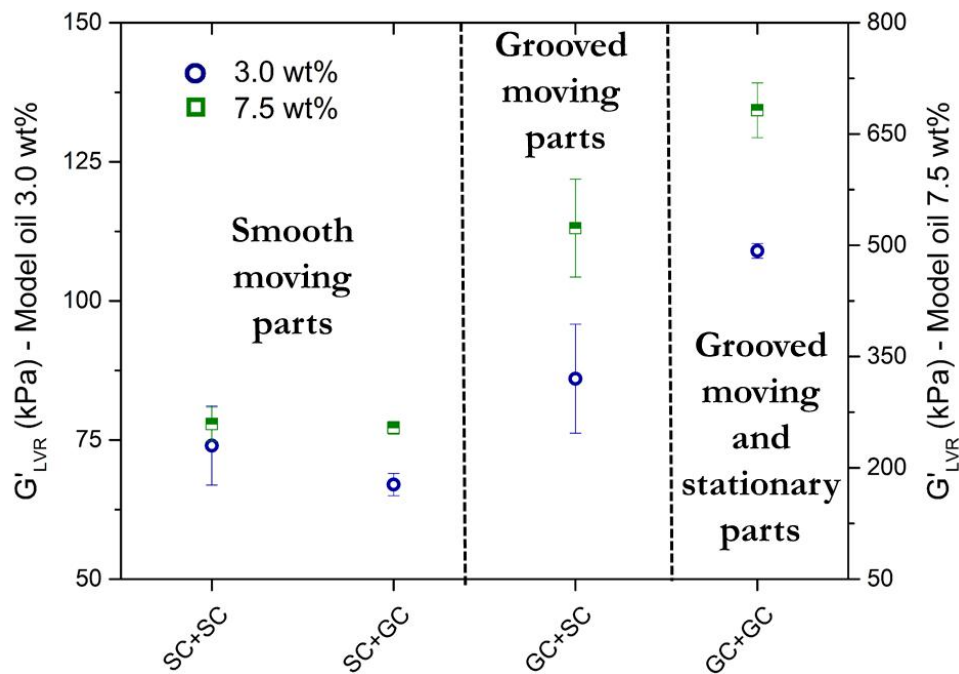 150
125
100
75
50
G'LVR (kPa) - Model oil 3.0 wt%
3.0 wt%
7.5 wt%
Smooth
moving
parts
Grooved
moving
parts
Grooved
moving
and
stationary
parts
800
650
500
350
200
50
G'LVR (kPa) - Model oil 7.5 wt%
SC+SC
SC+GC
GC+SC
GC+GC